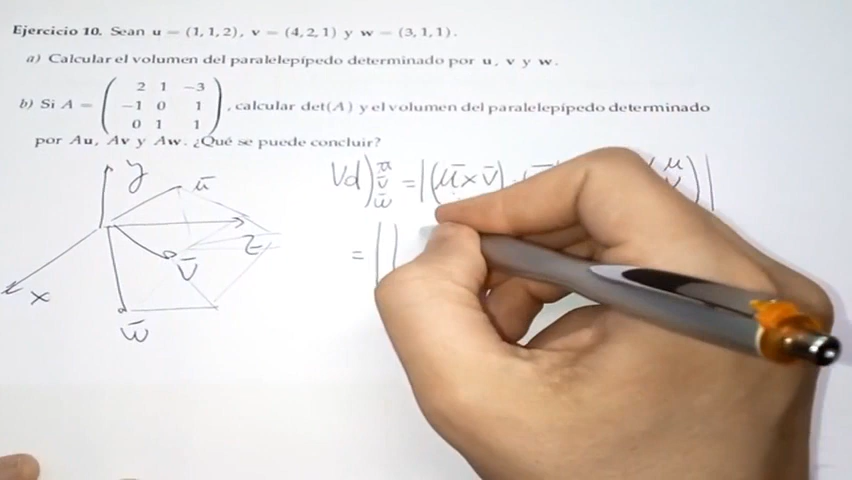 Ejercicio 10. Sean u = (1, 1, 2), v = (4, 2, 1) y w = (3, 1, 1).
a) Calcular el volumen del paralelepípedo determinado por u, v y w.
b) Si A = ( 2 1 −3
−1 0 1
0 1 1 ), calcular det(A) y el volumen del paralelepípedo determinado
por Au, Av y Aw. ¿Qué se puede concluir?
y
ū
Vol) ū v̄ w̄ = |(ū × v̄) · (
u
v
)|
z
v̄
x
w̄
= ||